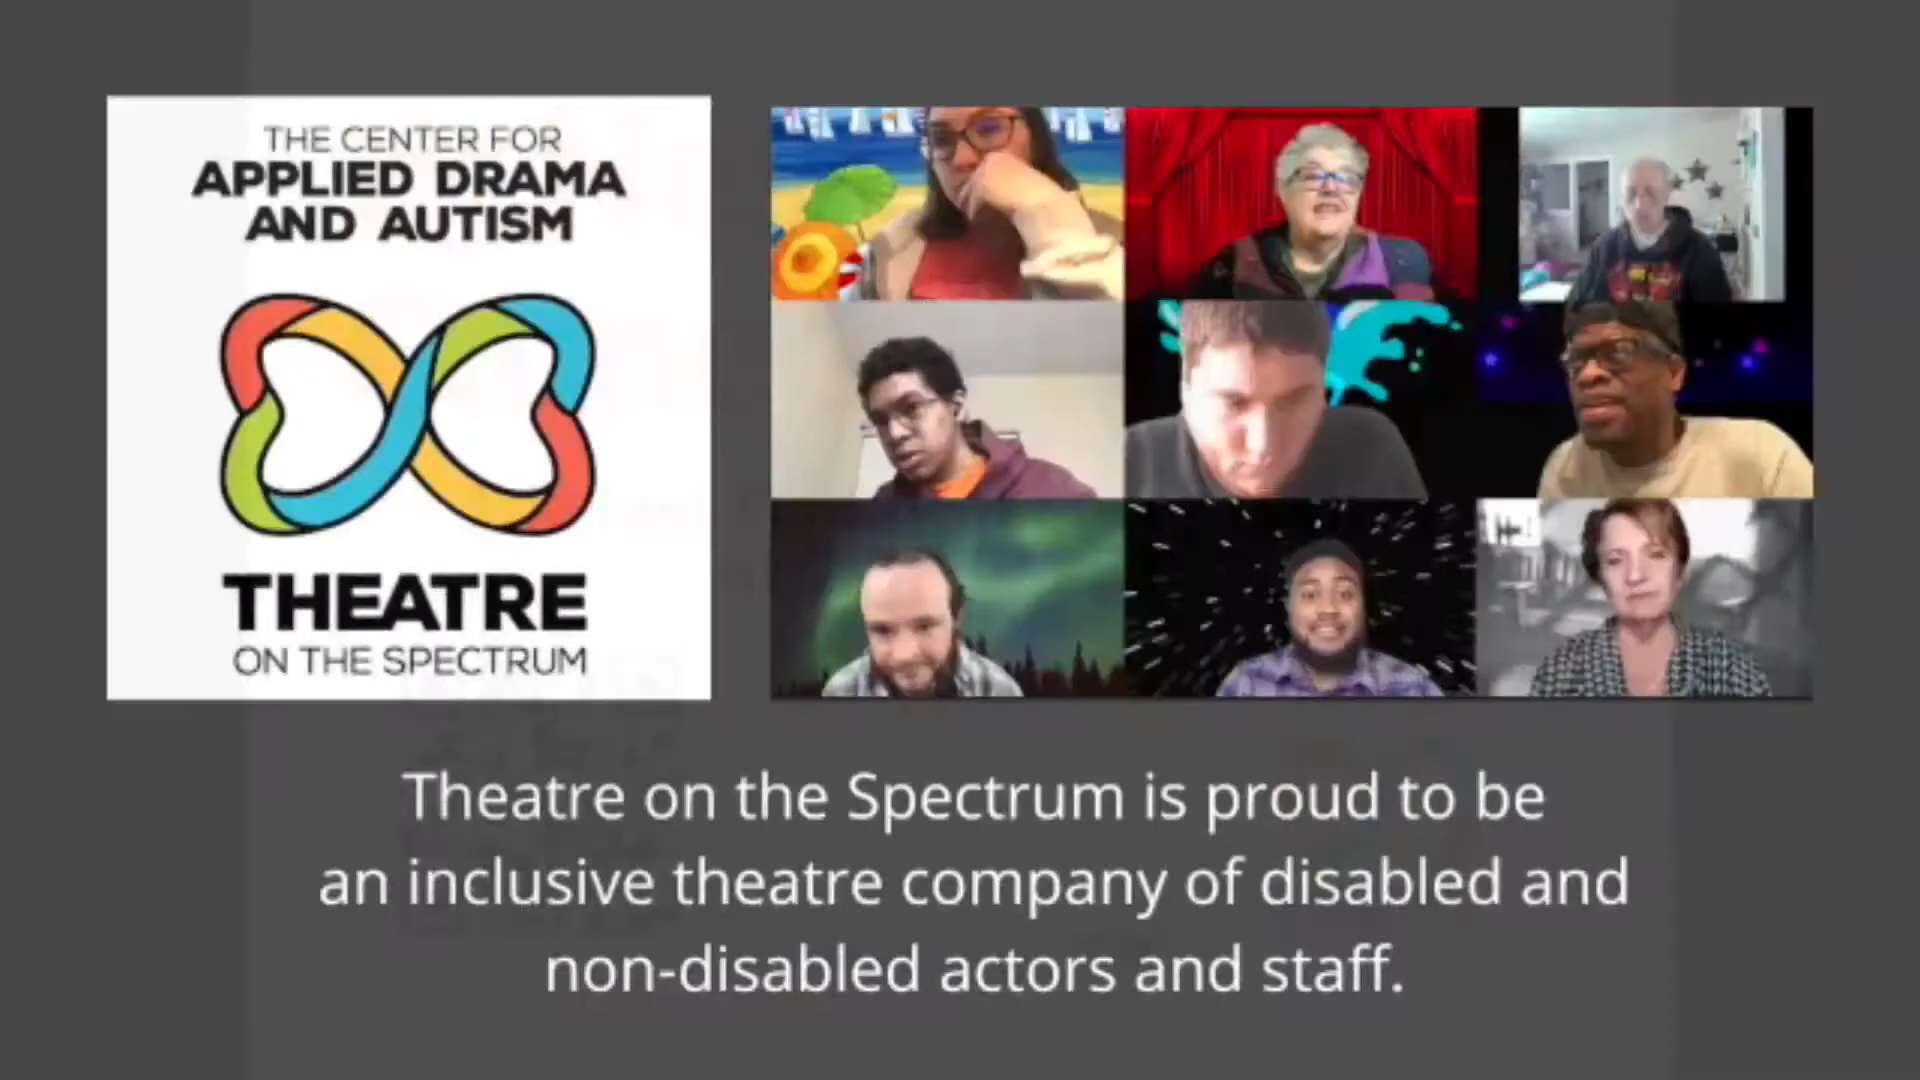 THE CENTER FOR
APPLIED DRAMA
AND AUTISM
THEATRE
ON THE SPECTRUM
Theatre on the Spectrum is proud to be
an inclusive theatre company of disabled and
non-disabled actors and staff.